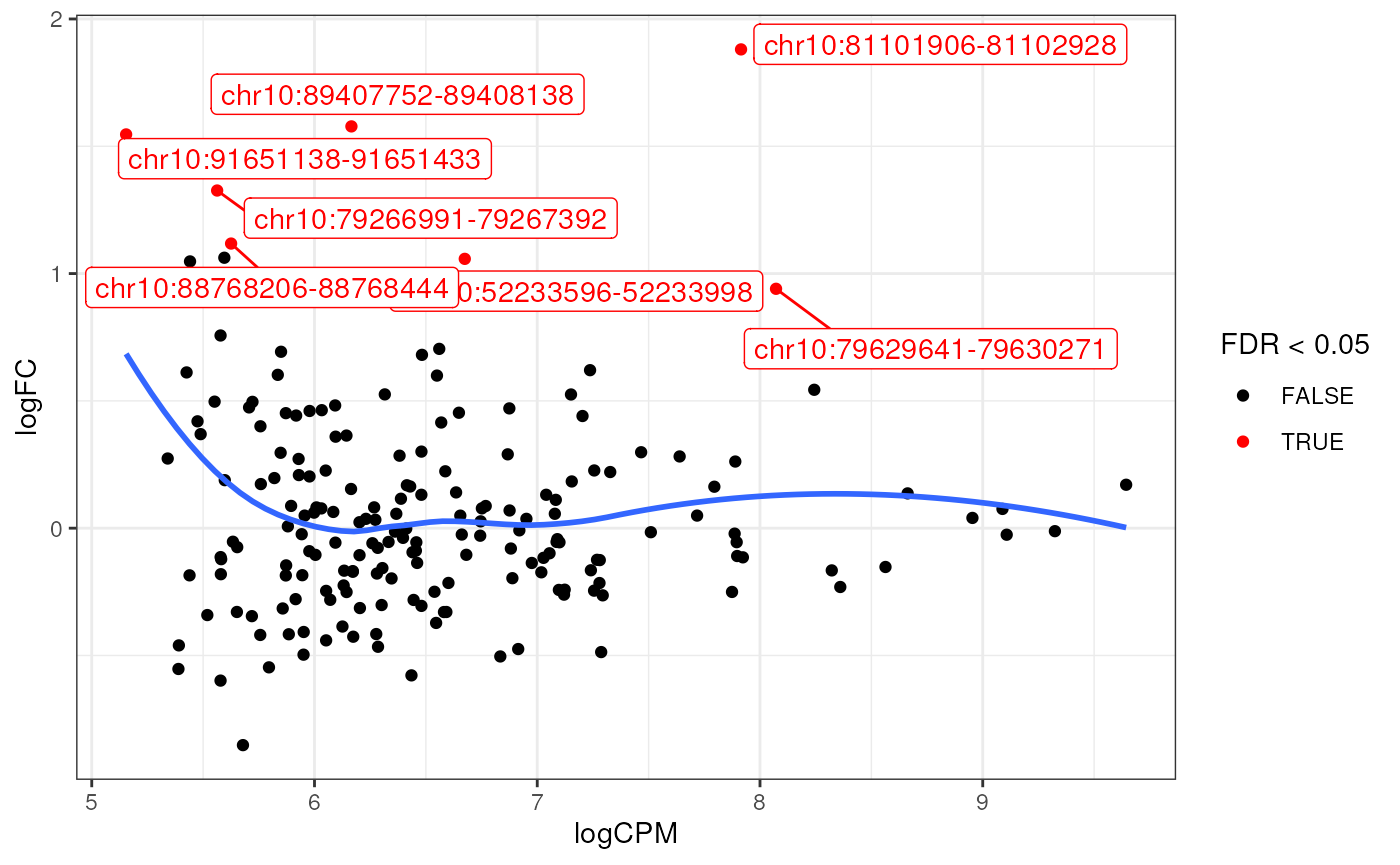 2
chr10:81101906-81102928
chr10:89407752-89408138
chr10:91651138-91651433
chr10:79266991-79267392
1
chr10:88768206-88768444
0:52233596-52233998
chr10:79629641-79630271
logFC
FDR < 0.05
FALSE
TRUE
0
5
6
7
8
9
logCPM